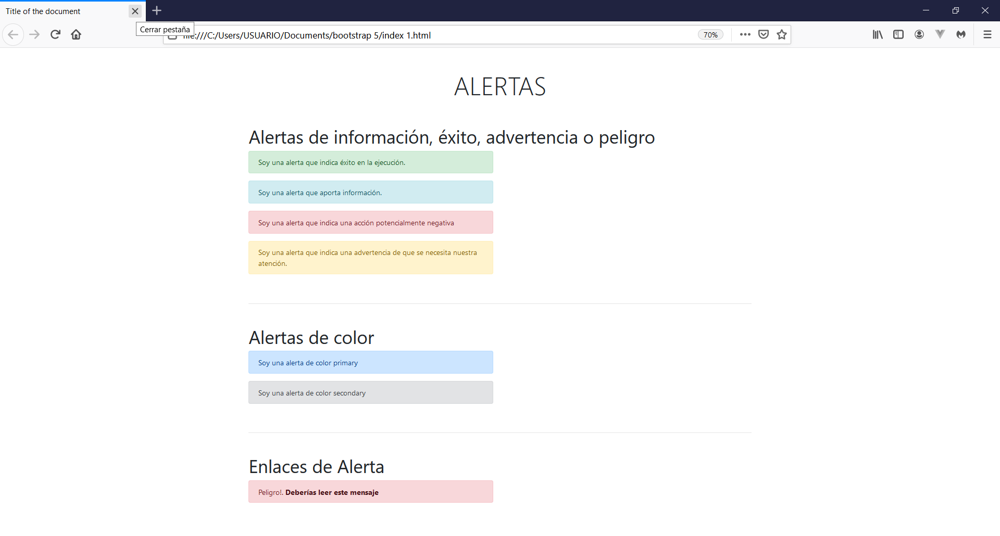 Title of the document
Cerrar pestaña
file:///C:/Users/USUARIO/Documents/bootstrap 5/index 1.html
70%
ALERTAS
Alertas de información, éxito, advertencia o peligro
Soy una alerta que indica éxito en la ejecución.
Soy una alerta que aporta información.
Soy una alerta que indica una acción potencialmente negativa
Soy una alerta que indica una advertencia de que se necesita nuestra
atención.
Alertas de color
Soy una alerta de color primary
Soy una alerta de color secondary
Enlaces de Alerta
Peligro!. Deberías leer este mensaje